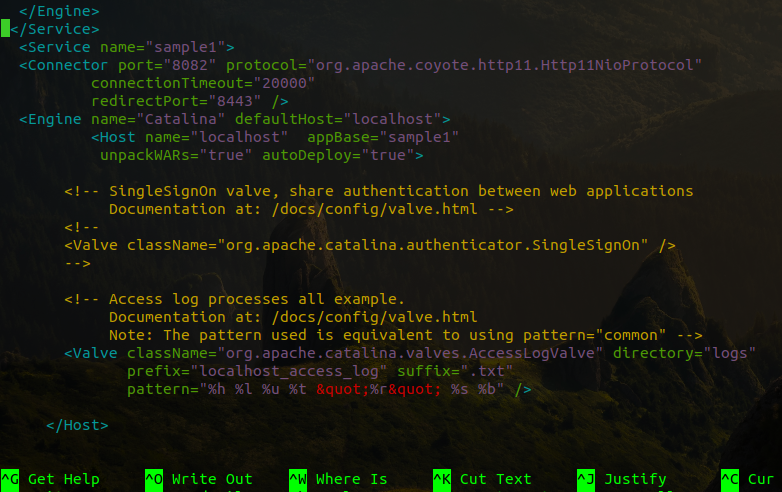 </Engine>
</Service>
<Service name="sample1">
<Connector port="8082" protocol="org.apache.coyote.http11.Http11NioProtocol"
connectionTimeout="20000"
redirectPort="8443" />
<Engine name="Catalina" defaultHost="localhost">
<Host name="localhost"  appBase="sample1"
unpackWARs="true" autoDeploy="true">
<!-- SingleSignOn valve, share authentication between web applications
Documentation at: /docs/config/valve.html -->
<!--
<Valve className="org.apache.catalina.authenticator.SingleSignOn" />
-->
<!-- Access log processes all example.
Documentation at: /docs/config/valve.html
Note: The pattern used is equivalent to using pattern="common" -->
<Valve className="org.apache.catalina.valves.AccessLogValve" directory="logs"
prefix="localhost_access_log" suffix=".txt"
pattern="%h %l %u %t &quot;%r&quot; %s %b" />
</Host>
^G Get Help ^O Write Out ^W Where Is ^K Cut Text ^J Justify ^C Cur